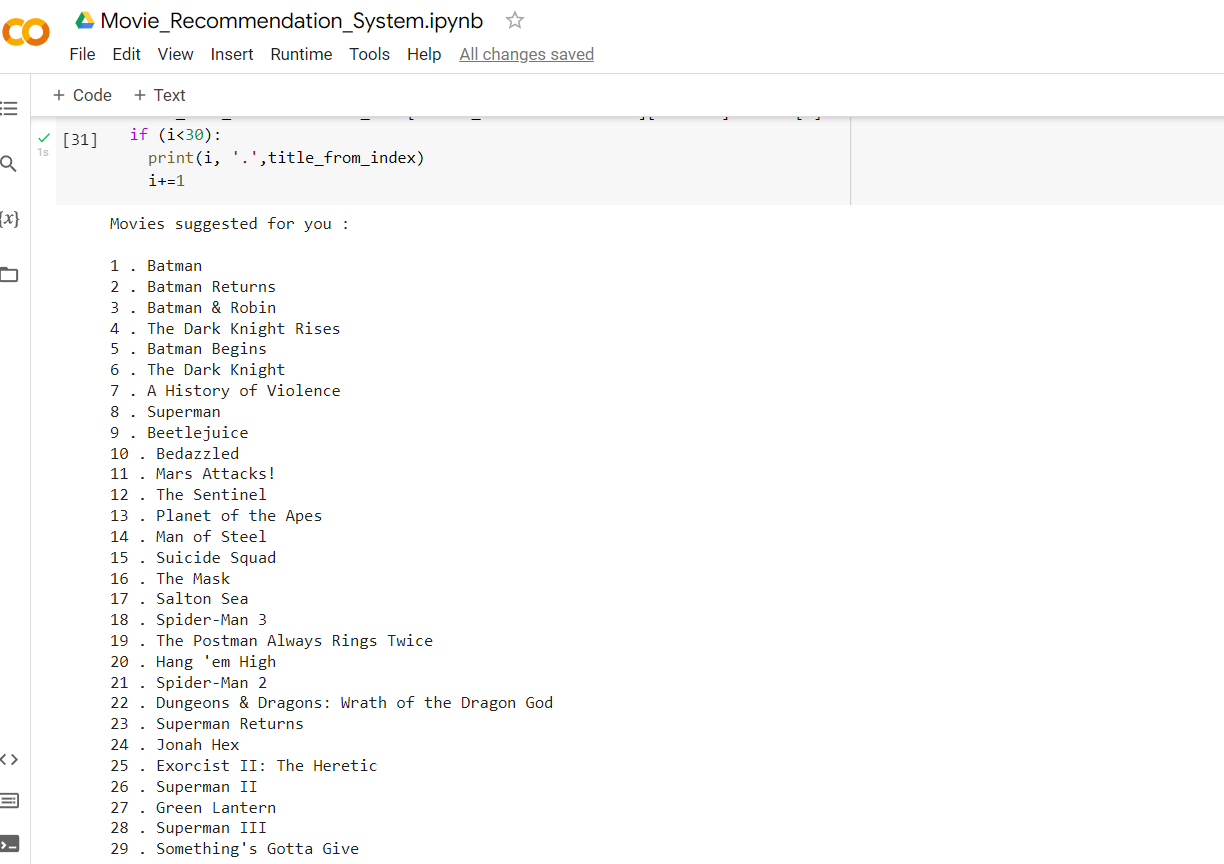 Movie_Recommendation_System.ipynb
File Edit View Insert Runtime Tools Help All changes saved
+ Code + Text
[31] if (i<30):
1s
print(i, '.',title_from_index)
i+=1
{x}
Movies suggested for you :
1 . Batman
2 . Batman Returns
3 . Batman & Robin
4 . The Dark Knight Rises
5 . Batman Begins
6 . The Dark Knight
7 . A History of Violence
8 . Superman
9 . Beetlejuice
10 . Bedazzled
11 . Mars Attacks!
12 . The Sentinel
13 . Planet of the Apes
14 . Man of Steel
15 . Suicide Squad
16 . The Mask
17 . Salton Sea
18 . Spider-Man 3
19 . The Postman Always Rings Twice
20 . Hang 'em High
21 . Spider-Man 2
22 . Dungeons & Dragons: Wrath of the Dragon God
23 . Superman Returns
24 . Jonah Hex
25 . Exorcist II: The Heretic
26 . Superman II
27 . Green Lantern
28 . Superman III
29 . Something's Gotta Give